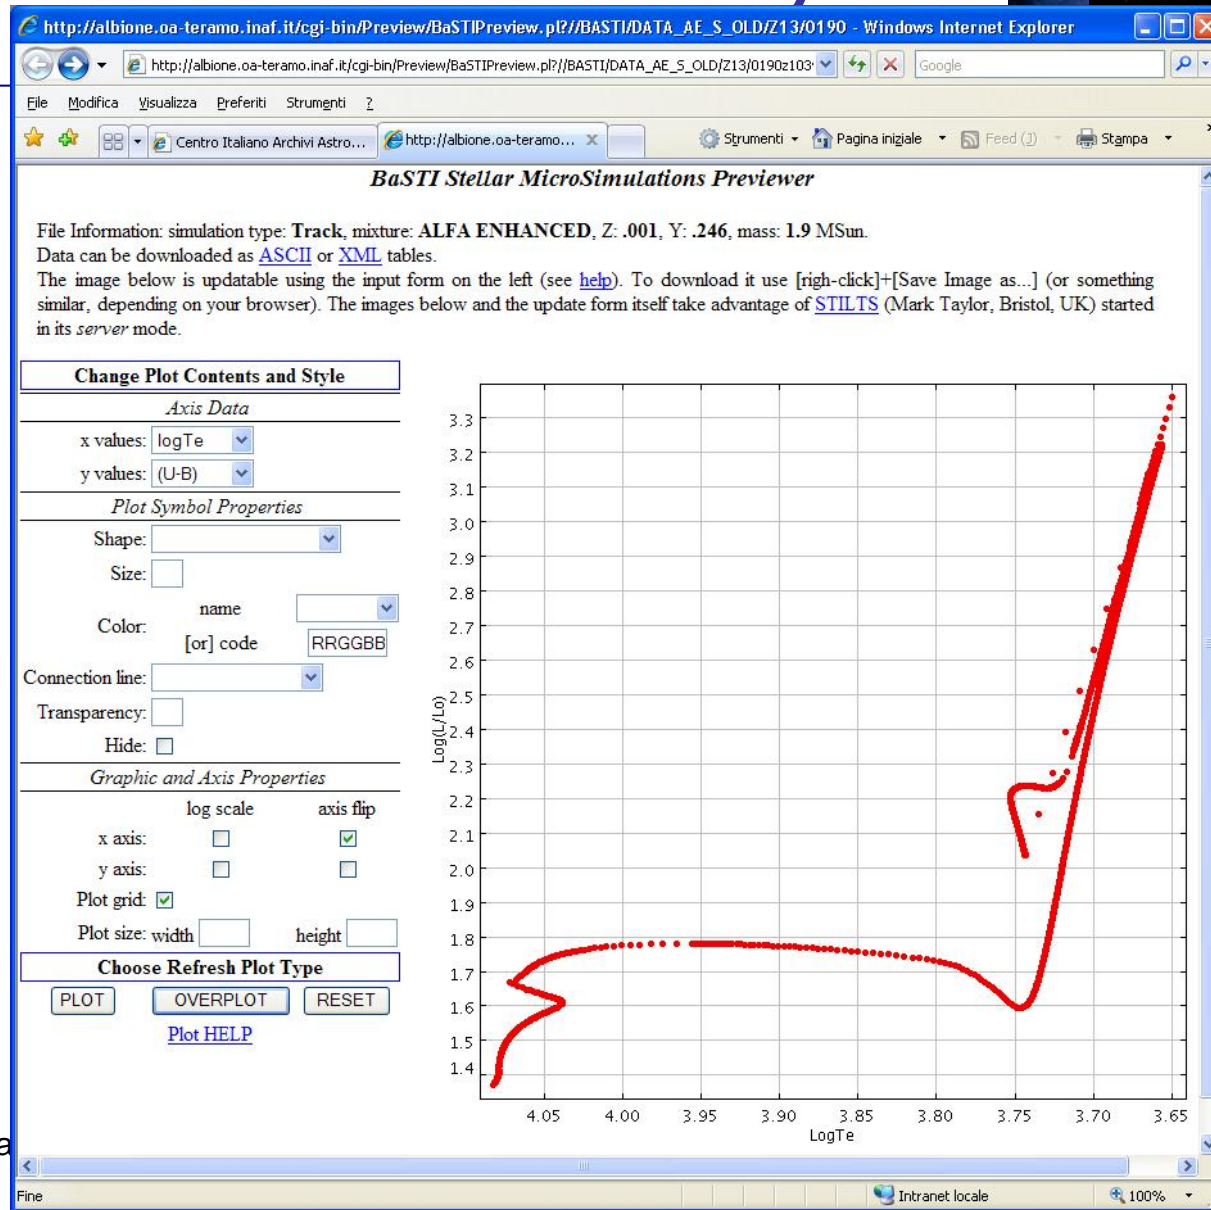 http://albione.oa-teramo.inaf.it/cgi-bin/Preview/BaSTIPreview.pl?//BASTI/DATA_AE_S_OLD/Z13/0190 - Windows Internet Explorer
http://albione.oa-teramo.inaf.it/cgi-bin/Preview/BaSTIPreview.pl?//BASTI/DATA_AE_S_OLD/Z13/0190z103
Google
File Modifica Visualizza Preferiti Strumenti ?
Centro Italiano Archivi Astro...
http://albione.oa-teramo...
Strumenti
Pagina iniziale
Feed (J)
Stampa
BaSTI Stellar MicroSimulations Previewer
File Information: simulation type: Track, mixture: ALFA ENHANCED, Z: .001, Y: .246, mass: 1.9 MSun.
Data can be downloaded as ASCII or XML tables.
The image below is updatable using the input form on the left (see help). To download it use [righ-click]+[Save Image as...] (or something
similar, depending on your browser). The images below and the update form itself take advantage of STILTS (Mark Taylor, Bristol, UK) started
in its server mode.
Change Plot Contents and Style
Axis Data
x values: logTe
y values: (U-B)
Plot Symbol Properties
Shape:
Size:
Color:
name
[or] code RRGGBB
Connection line:
Transparency:
Hide:
Graphic and Axis Properties
log scale axis flip
x axis:
y axis:
Plot grid:
Plot size: width height
Choose Refresh Plot Type
PLOT OVERPLOT RESET
Plot HELP
3.3
3.2
3.1
3.0
2.9
2.8
2.7
2.6
2.5
2.4
2.3
2.2
2.1
2.0
1.9
1.8
1.7
1.6
1.5
1.4
Log(L/Lo)
4.05 4.00 3.95 3.90 3.85 3.80 3.75 3.70 3.65
LogTe
Fine
Intranet locale
100%